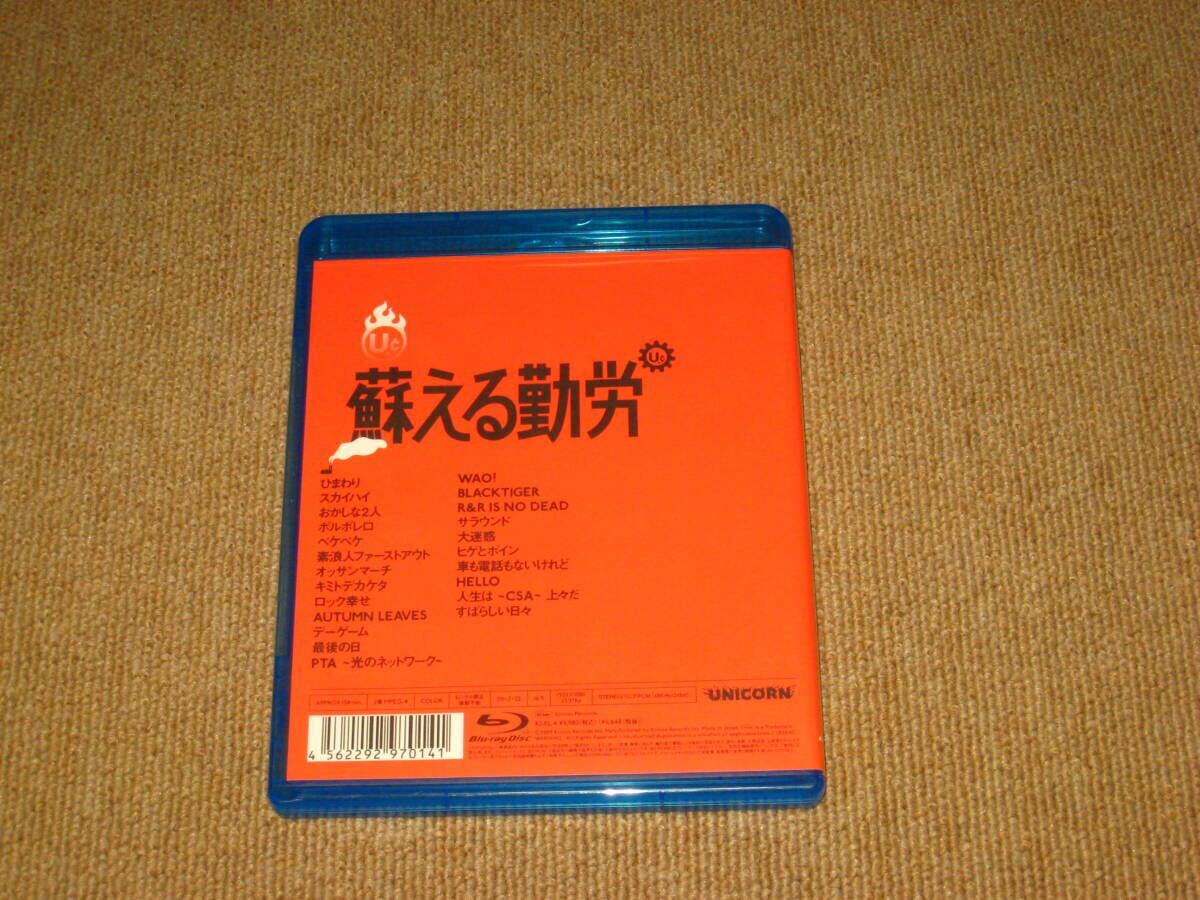 Uc
Uc
蘇える勤労
ひまわり
スカイハイ
おかしな2人
ボルボレロ
ペケペケ
素浪人ファーストアウト
オッサンマーチ
キミトデカケタ
ロック幸せ
AUTUMN LEAVES
デーゲーム
最後の日
PTA ~光のネットワーク~
WAO!
BLACKTIGER
R&R IS NO DEAD
サラウンド
大迷惑
ヒゲとボイン
車も電話もないけれど
HELLO
人生は ~CSA~ 上々だ
すばらしい日々
COLOR
UNICORN
Blu-ray Disc
4 562292 970141